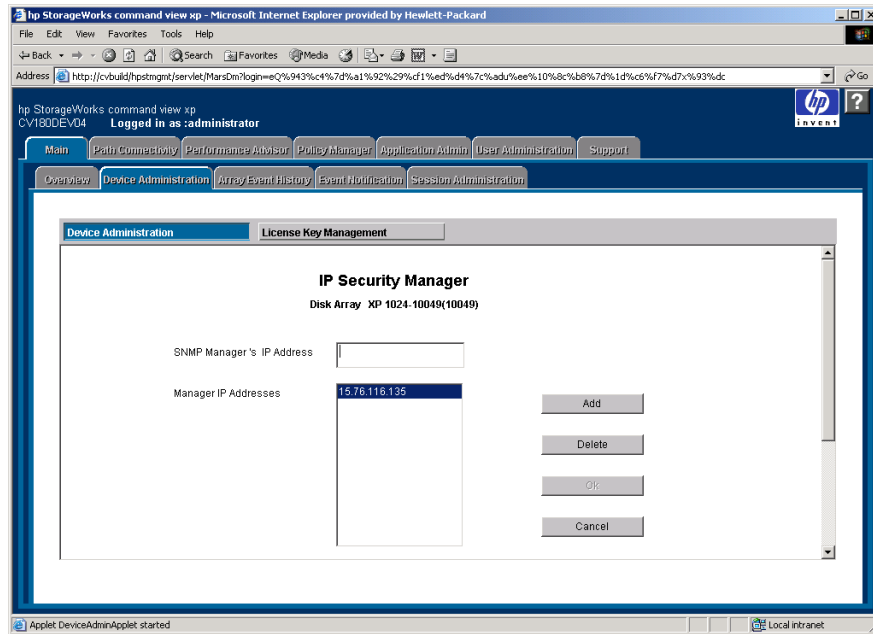 hp StorageWorks command view xp - Microsoft Internet Explorer provided by Hewlett-Packard
File Edit View Favorites Tools Help
Back Search Favorites Media
Address http://cvbuild/hpstmgmt/servlet/MarsDm?login=eQ%943%c4%7d%a1%92%29%cf1%ed%d4%7c%adu%ee%10%8c%b8%7d%1d%c6%f7%d7x%93%dc Go
hp StorageWorks command view xp
CV180DEV04 Logged in as :administrator
hp
invent
?
Main Path Connectivity Performance Advisor Policy Manager Application Admin User Administration Support
Overview Device Administration Array Event History Event Notification Session Administration
Device Administration License Key Management
IP Security Manager
Disk Array XP 1024-10049(10049)
SNMP Manager 's IP Address
Manager IP Addresses 15.76.116.135
Add
Delete
Ok
Cancel
Applet DeviceAdminApplet started Local intranet